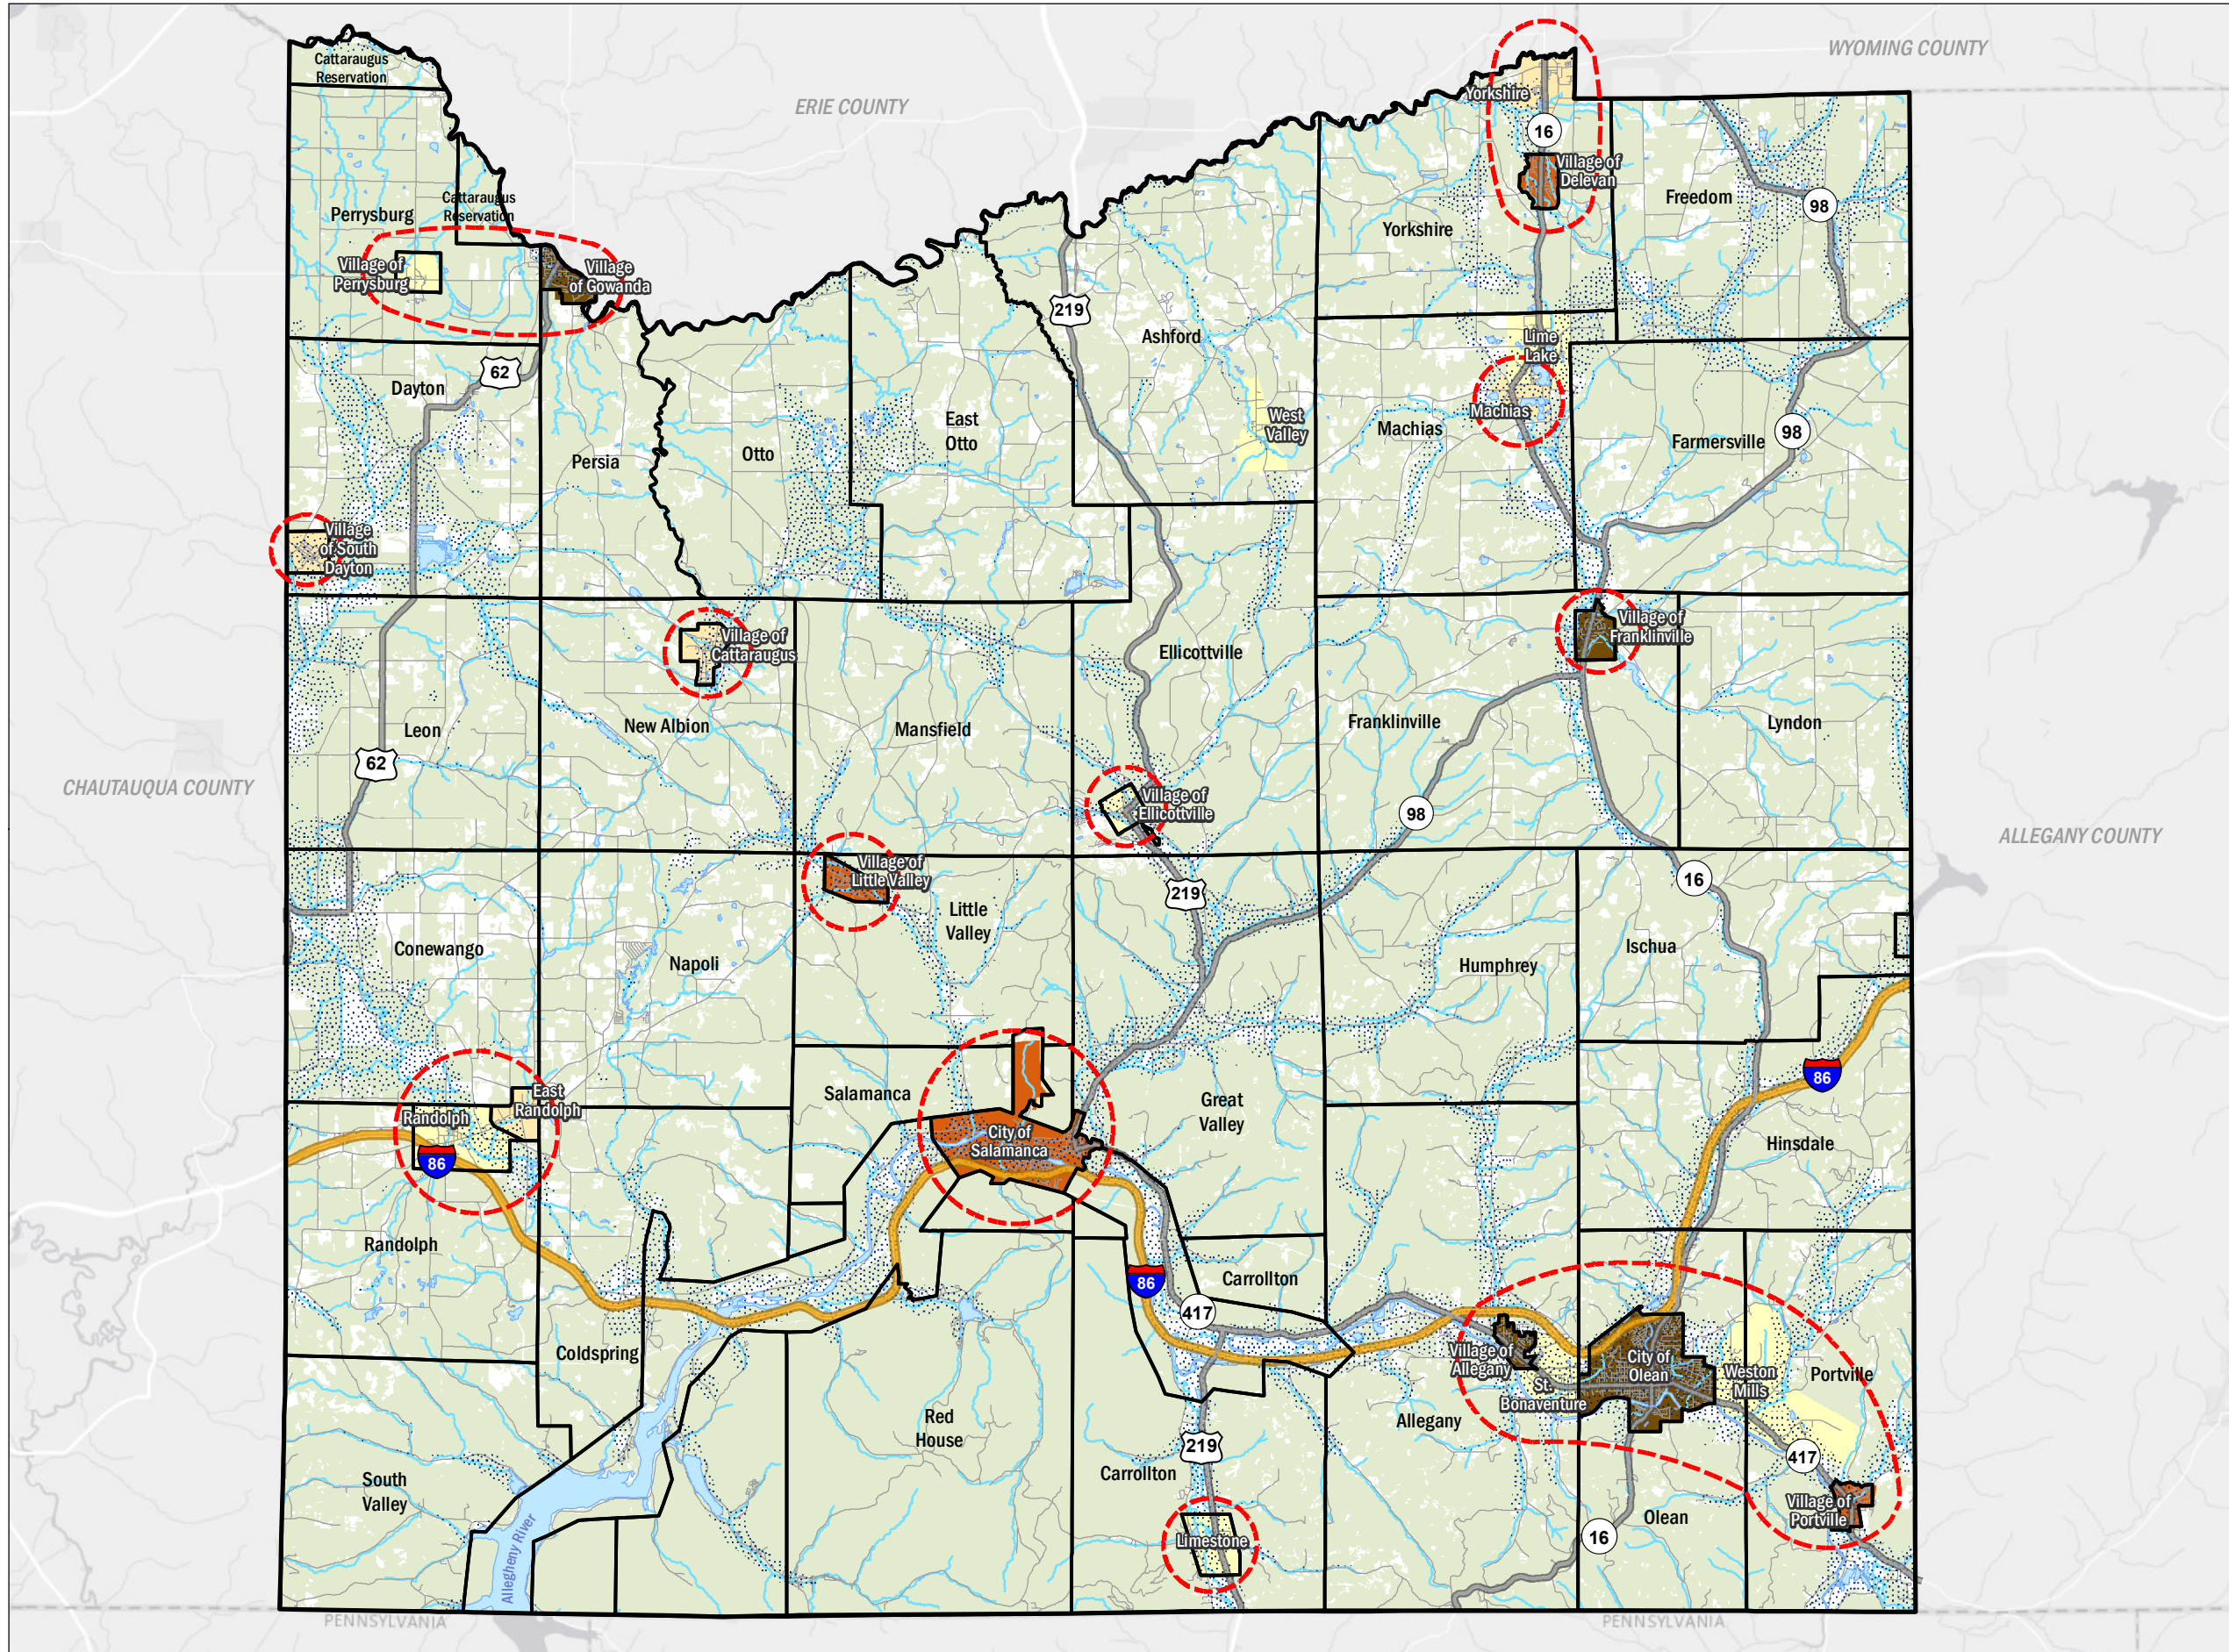 WYOMING COUNTY
Cattaraugus
Reservation
ERIE COUNTY
Yorkshire
16
Village of
Delevan
Freedom
98
Cattaraugus
Reservation
Perrysburg
Yorkshire
Village of
Perrysburg
Village
of Gowanda
219
Ashford
Lime
Lake
62
Dayton
Machias
Machias
West
Valley
East
Otto
Otto
Persia
98
Farmersville
Village
of South
Dayton
Village of
Cattaraugus
Village of
Franklinville
Ellicottville
Leon
New Albion
Mansfield
Franklinville
Lyndon
62
CHAUTAUQUA COUNTY
Village of
Ellicottville
98
ALLEGANY COUNTY
Village of
Little Valley
219
16
Little
Valley
Conewango
Napoli
Humphrey
Ischua
86
East
Randolph
Randolph
86
Salamanca
City of
Salamanca
Great
Valley
Hinsdale
Randolph
86
Carrollton
417
Coldspring
Village of
Allegany
St.
Bonaventure
City of
Olean
Weston
Mills
Portville
Red
House
Allegany
219
Carrollton
417
South
Valley
Village of
Portville
Olean
16
Limestone
Allegheny River
PENNSYLVANIA
PENNSYLVANIA